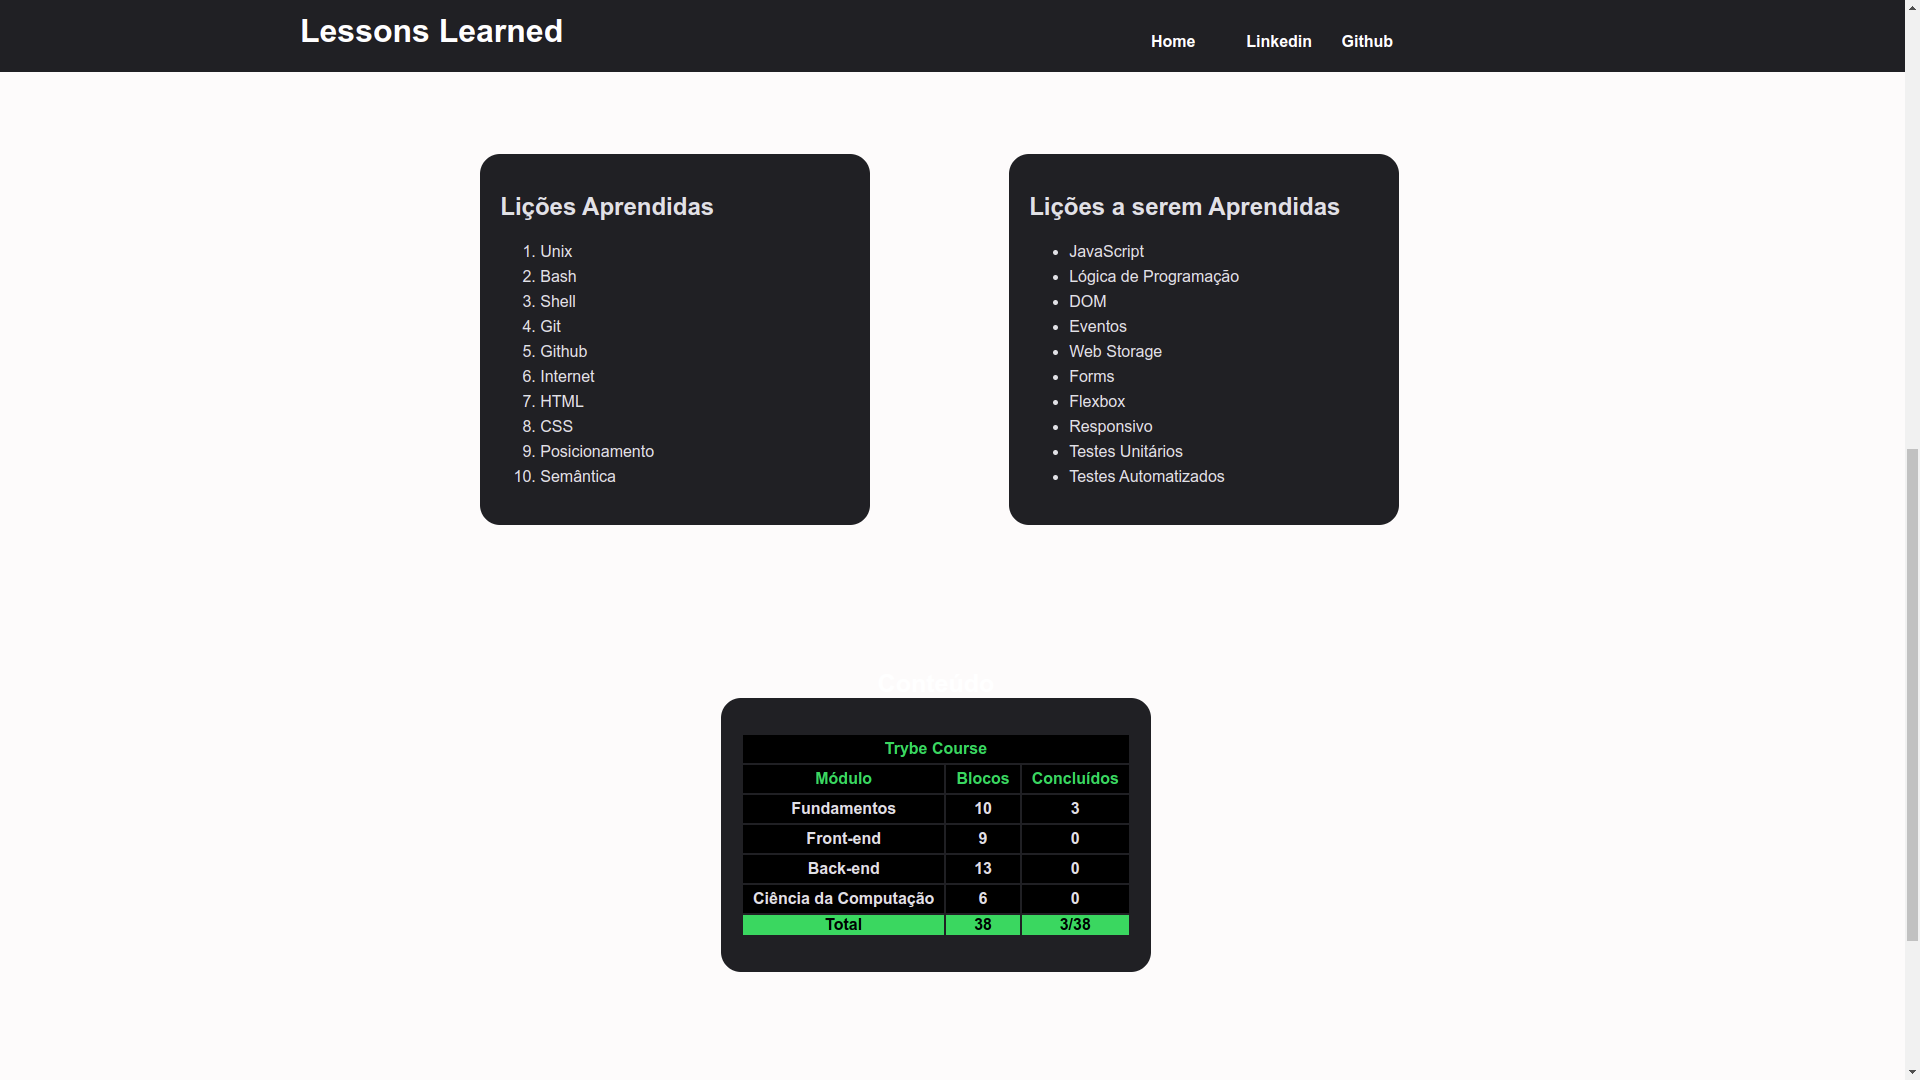 Lessons Learned
Home Linkedin Github
Lições Aprendidas
1. Unix
2. Bash
3. Shell
4. Git
5. Github
6. Internet
7. HTML
8. CSS
9. Posicionamento
10. Semântica
Lições a serem Aprendidas
• JavaScript
• Lógica de Programação
• DOM
• Eventos
• Web Storage
• Forms
• Flexbox
• Responsivo
• Testes Unitários
• Testes Automatizados
Conteúdo
Trybe Course
Módulo Blocos Concluídos
Fundamentos 10 3
Front-end 9 0
Back-end 13 0
Ciência da Computação 6 0
Total 38 3/38